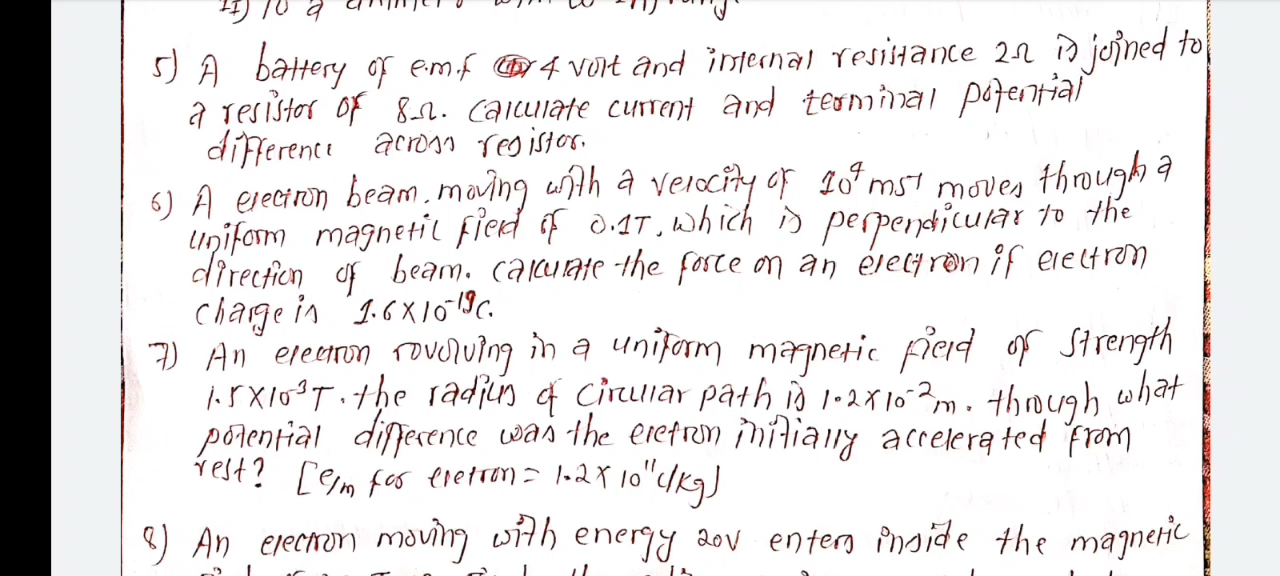 5) A battery of e.m.f 4 volt and internal resistance 2Ω is joined to
a resistor of 8Ω. calculate current and terminal potential
difference across resistor.
6) A electron beam. moving with a velocity of 10⁴ ms⁻¹ moves through a
uniform magnetic field of 0.1T, which is perpendicular to the
direction of beam. calculate the force on an electron if electron
charge is 1.6×10⁻¹⁹C.
7) An electron rovolving in a uniform magnetic field of strength
1.5×10⁻³T. the radius of circular path is 1.2×10⁻²m. through what
potential difference was the eletron initially accelerated from
rest? [e/m for eletron = 1.2×10¹¹c/kg]
8) An electron moving with energy 20V enters inside the magnetic